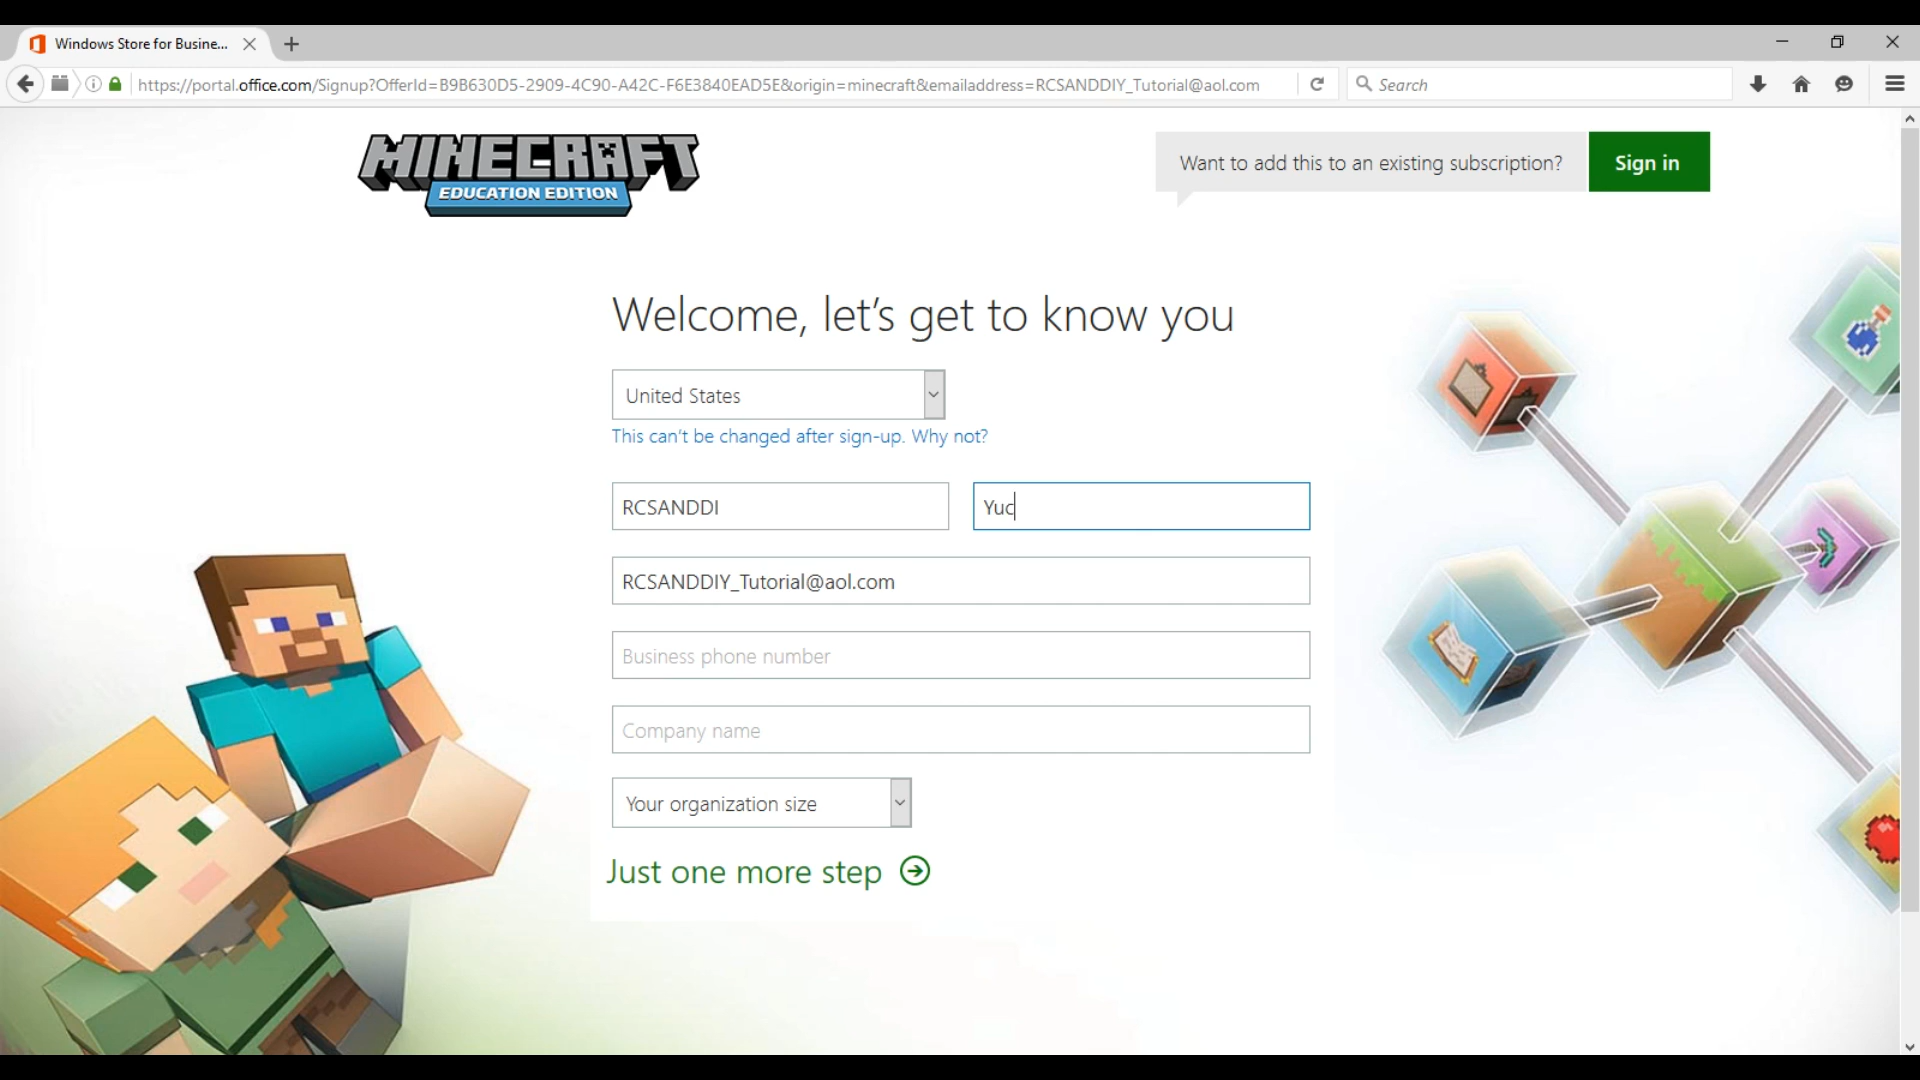 Windows Store for Busine...
https://portal.office.com/Signup?OfferId=B9B630D5-2909-4C90-A42C-F6E3840EAD5E&origin=minecraft&emailaddress=RCSANDDIY_Tutorial@aol.com
Search
MINECRAFT
EDUCATION EDITION
Want to add this to an existing subscription?
Sign in
Welcome, let's get to know you
United States
This can't be changed after sign-up. Why not?
RCSANDDI
Yuc
RCSANDDIY_Tutorial@aol.com
Business phone number
Company name
Your organization size
Just one more step